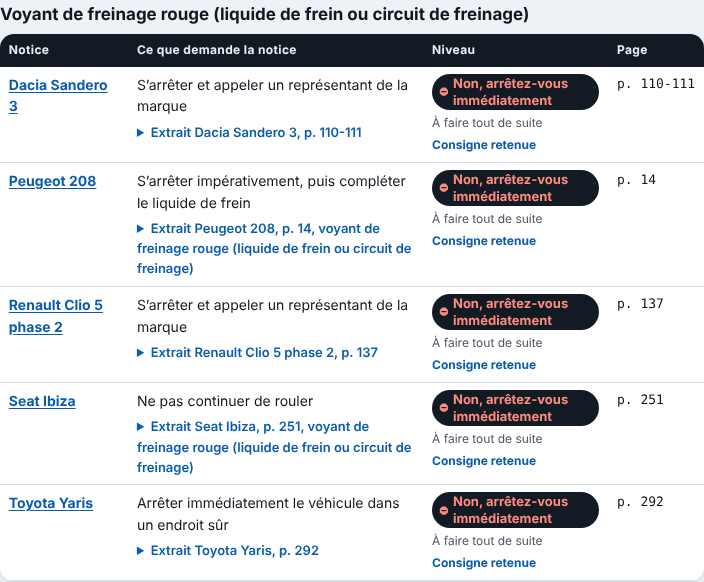 Voyant de freinage rouge (liquide de frein ou circuit de freinage)
Notice Ce que demande la notice Niveau Page
Dacia Sandero
3
S’arrêter et appeler un représentant de la
marque
▶ Extrait Dacia Sandero 3, p. 110-111
Non, arrêtez-vous
immédiatement
À faire tout de suite
Consigne retenue
p. 110-111
Peugeot 208
S’arrêter impérativement, puis compléter
le liquide de frein
▶ Extrait Peugeot 208, p. 14, voyant de
freinage rouge (liquide de frein ou circuit de
freinage)
Non, arrêtez-vous
immédiatement
À faire tout de suite
Consigne retenue
p. 14
Renault Clio 5
phase 2
S’arrêter et appeler un représentant de la
marque
▶ Extrait Renault Clio 5 phase 2, p. 137
Non, arrêtez-vous
immédiatement
À faire tout de suite
Consigne retenue
p. 137
Seat Ibiza
Ne pas continuer de rouler
▶ Extrait Seat Ibiza, p. 251, voyant de
freinage rouge (liquide de frein ou circuit de
freinage)
Non, arrêtez-vous
immédiatement
À faire tout de suite
Consigne retenue
p. 251
Toyota Yaris
Arrêter immédiatement le véhicule dans
un endroit sûr
▶ Extrait Toyota Yaris, p. 292
Non, arrêtez-vous
immédiatement
À faire tout de suite
Consigne retenue
p. 292